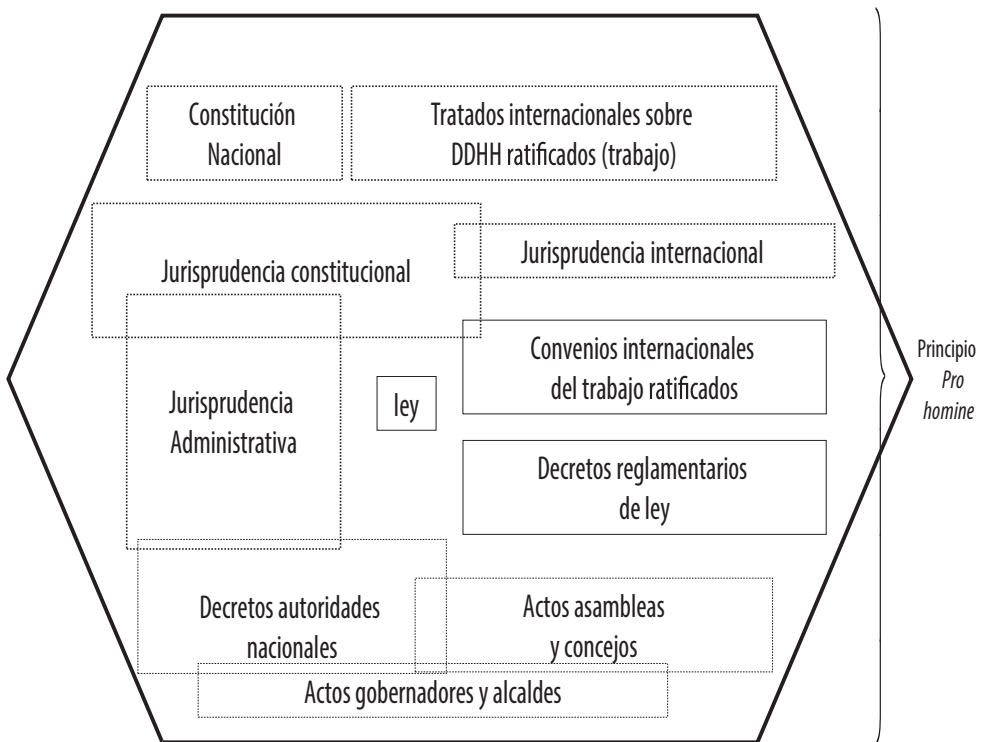 Constitución
Nacional
Tratados internacionales sobre
DDHH ratificados (trabajo)
Jurisprudencia constitucional
Jurisprudencia internacional
Jurisprudencia
Administrativa
ley
Convenios internacionales
del trabajo ratificados
Decretos reglamentarios
de ley
Principio
Pro
homine
Decretos autoridades
nacionales
Actos asambleas
y concejos
Actos gobernadores y alcaldes